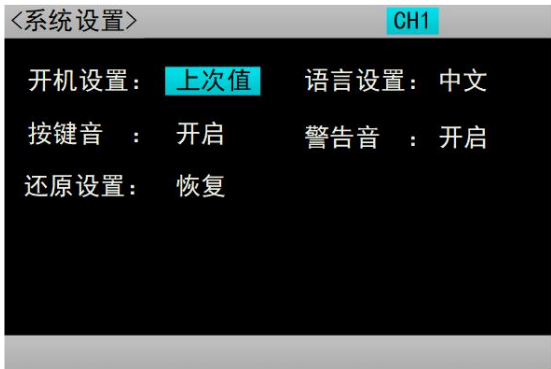 <系统设置> CH1
开机设置： 上次值 语言设置： 中文
按键音 ： 开启 警告音 ： 开启
还原设置： 恢复